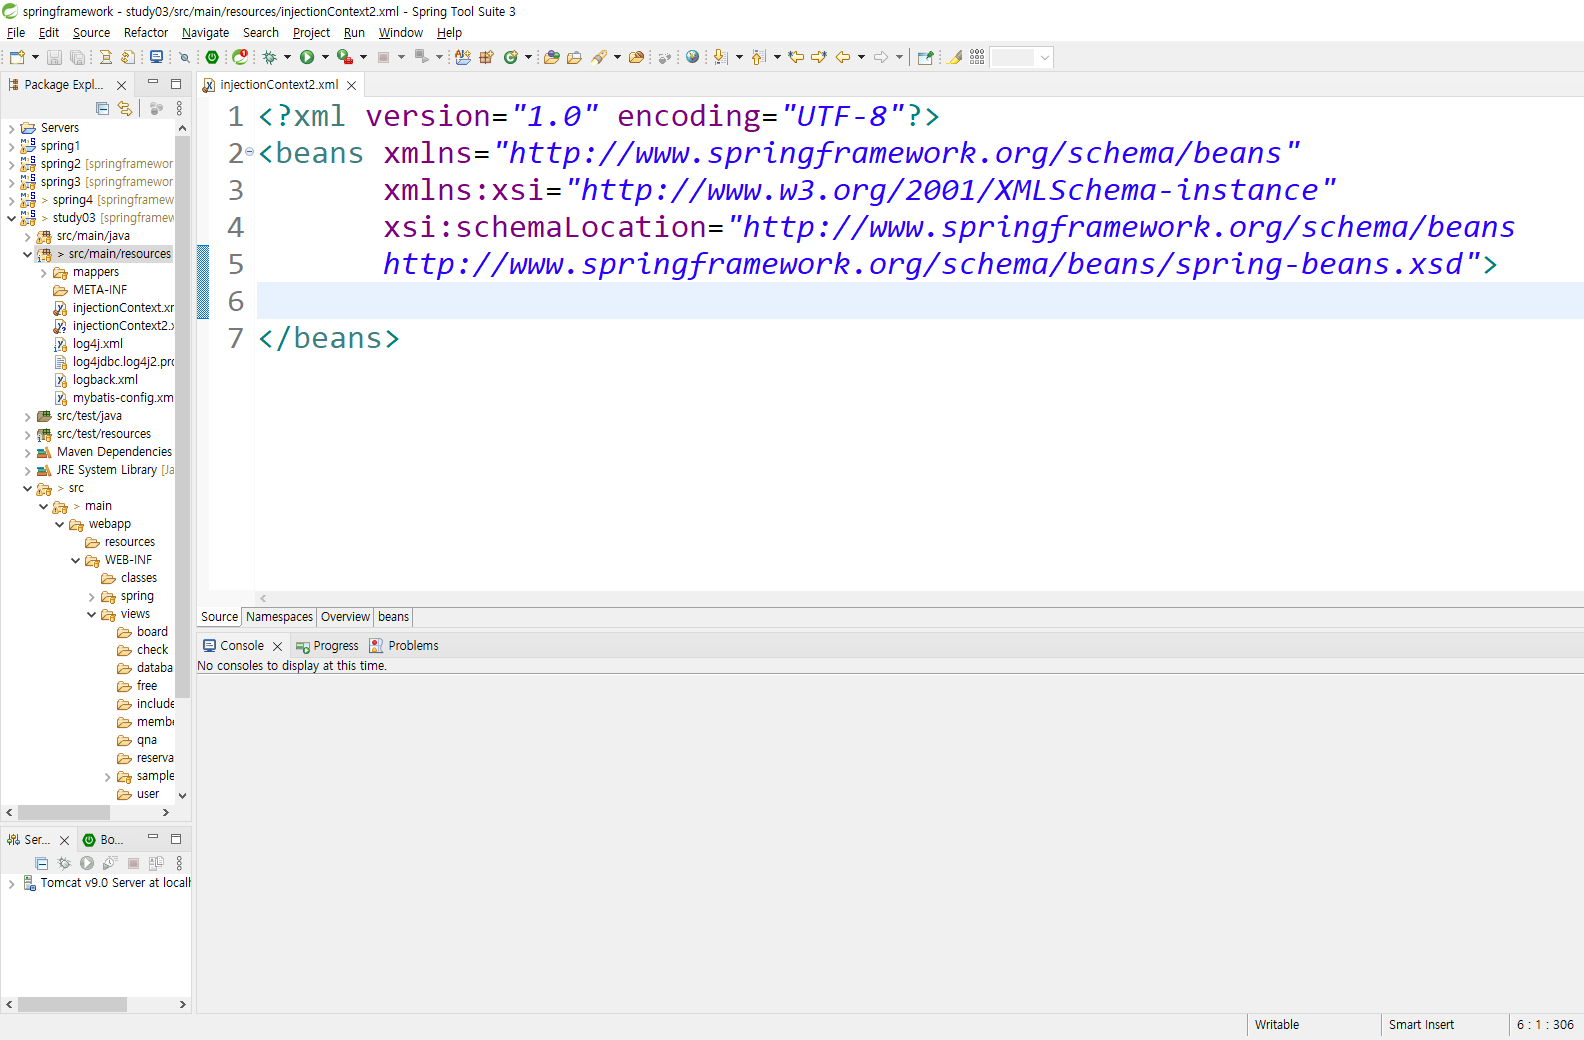 springframework - study03/src/main/resources/injectionContext2.xml - Spring Tool Suite 3
File Edit Source Refactor Navigate Search Project Run Window Help
Package Expl...
injectionContext2.xml
Servers
spring1
spring2 [springframewor
spring3 [springframewor
> spring4 [springframew
> study03 [springframew
src/main/java
> src/main/resources
mappers
META-INF
injectionContext.xr
injectionContext2.x
log4j.xml
log4jdbc.log4j2.pro
logback.xml
mybatis-config.xm
src/test/java
src/test/resources
Maven Dependencies
JRE System Library [Ja
> src
> main
webapp
resources
WEB-INF
classes
spring
views
board
check
databa
free
include
membe
qna
reserva
sample
user
1 <?xml version="1.0" encoding="UTF-8"?>
2 <beans xmlns="http://www.springframework.org/schema/beans"
3 xmlns:xsi="http://www.w3.org/2001/XMLSchema-instance"
4 xsi:schemaLocation="http://www.springframework.org/schema/beans
5 http://www.springframework.org/schema/beans/spring-beans.xsd">
6
7 </beans>
Source Namespaces Overview beans
Console Progress Problems
No consoles to display at this time.
Ser... Bo...
Tomcat v9.0 Server at localh
Writable Smart Insert 6 : 1 : 306